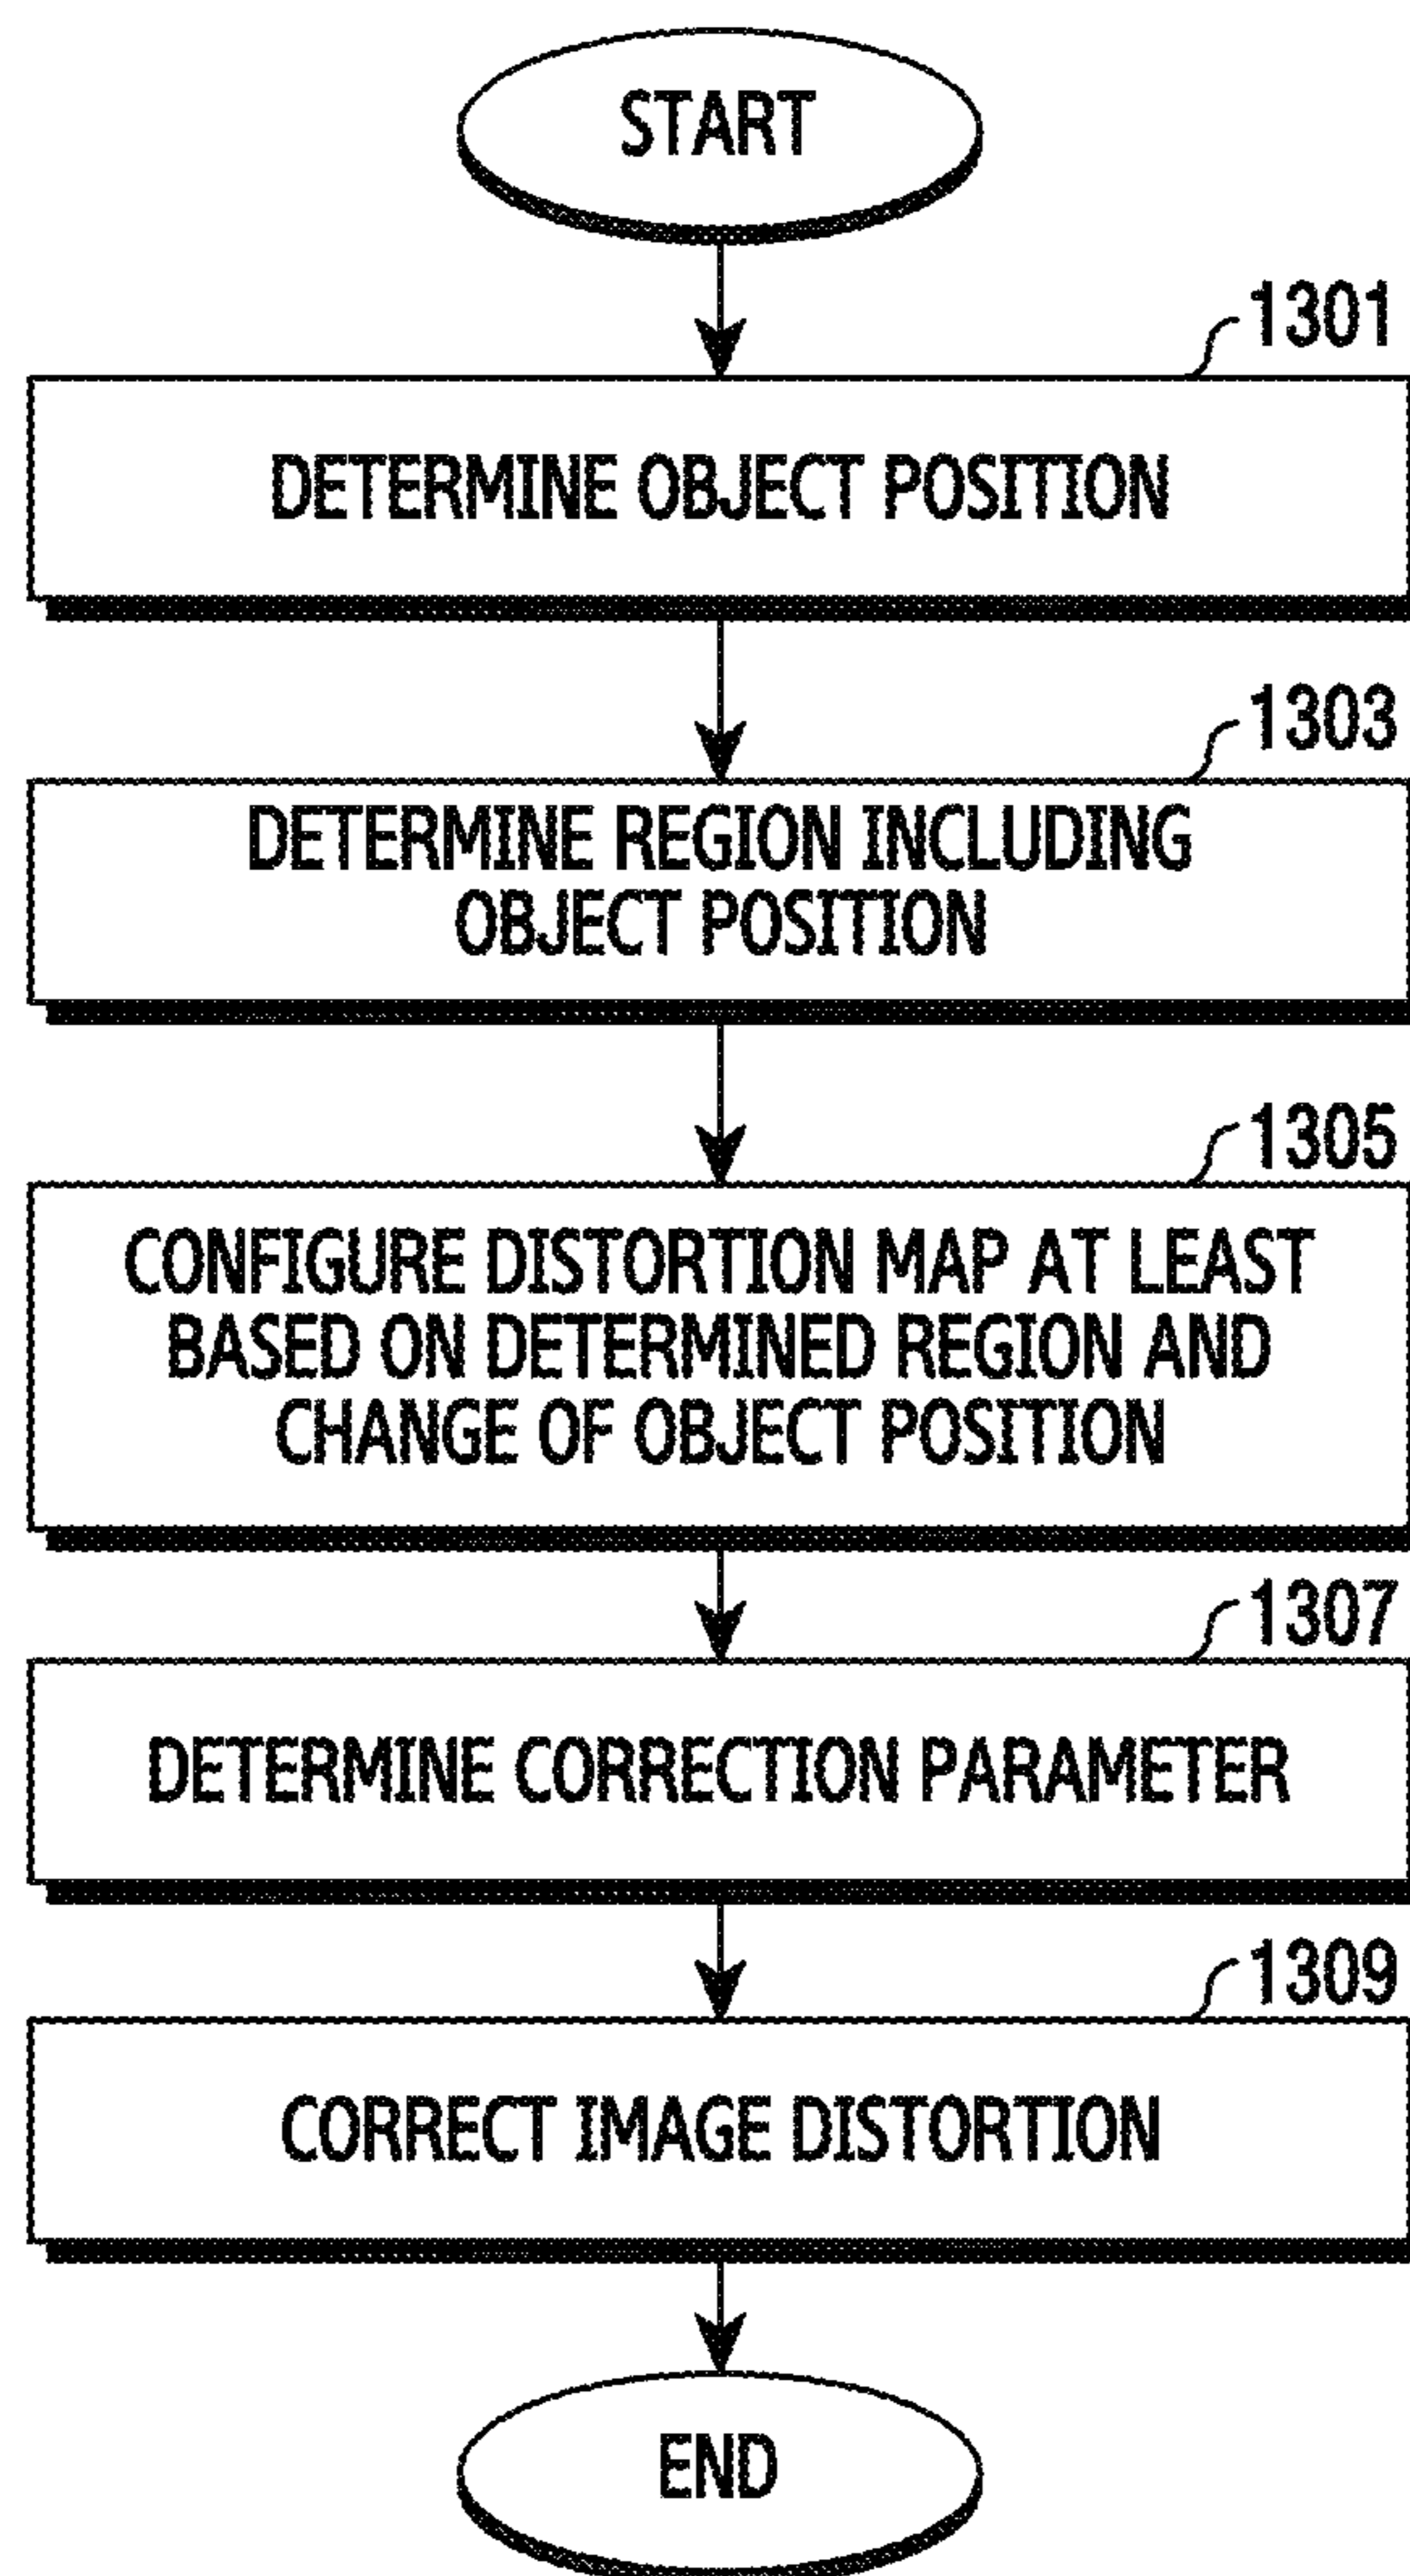 START
1301
DETERMINE OBJECT POSITION
1303
DETERMINE REGION INCLUDING
OBJECT POSITION
1305
CONFIGURE DISTORTION MAP AT LEAST
BASED ON DETERMINED REGION AND
CHANGE OF OBJECT POSITION
1307
DETERMINE CORRECTION PARAMETER
1309
CORRECT IMAGE DISTORTION
END